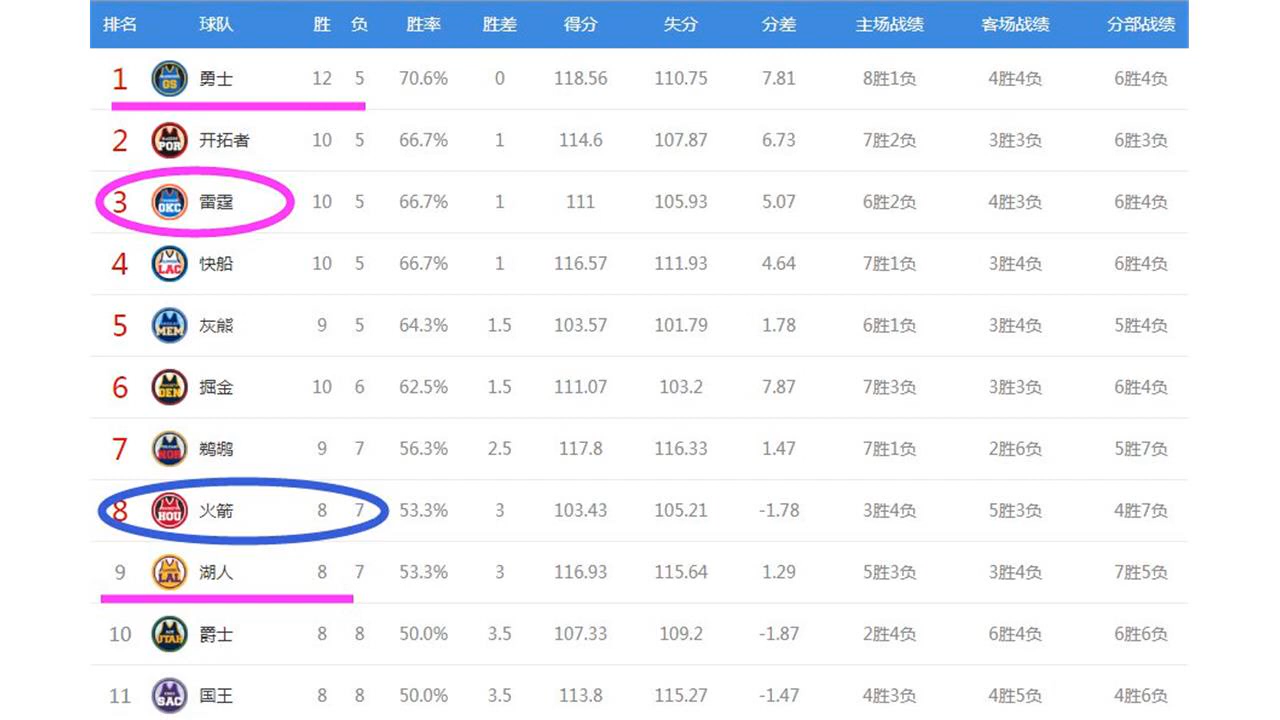 排名 球队 胜 负 胜率 胜差 得分 失分 分差 主场战绩 客场战绩 分部战绩
1 GS 勇士 12 5 70.6% 0 118.56 110.75 7.81 8胜1负 4胜4负 6胜4负
2 POR 开拓者 10 5 66.7% 1 114.6 107.87 6.73 7胜2负 3胜3负 6胜3负
3 OKC 雷霆 10 5 66.7% 1 111 105.93 5.07 6胜2负 4胜3负 6胜4负
4 LAC 快船 10 5 66.7% 1 116.57 111.93 4.64 7胜1负 3胜4负 6胜4负
5 MEM 灰熊 9 5 64.3% 1.5 103.57 101.79 1.78 6胜1负 3胜4负 5胜4负
6 DEN 掘金 10 6 62.5% 1.5 111.07 103.2 7.87 7胜3负 3胜3负 6胜4负
7 NOR 鹈鹕 9 7 56.3% 2.5 117.8 116.33 1.47 7胜1负 2胜6负 5胜7负
8 HOU 火箭 8 7 53.3% 3 103.43 105.21 -1.78 3胜4负 5胜3负 4胜7负
9 LAL 湖人 8 7 53.3% 3 116.93 115.64 1.29 5胜3负 3胜4负 7胜5负
10 UTAH 爵士 8 8 50.0% 3.5 107.33 109.2 -1.87 2胜4负 6胜4负 6胜6负
11 SAC 国王 8 8 50.0% 3.5 113.8 115.27 -1.47 4胜3负 4胜5负 4胜6负